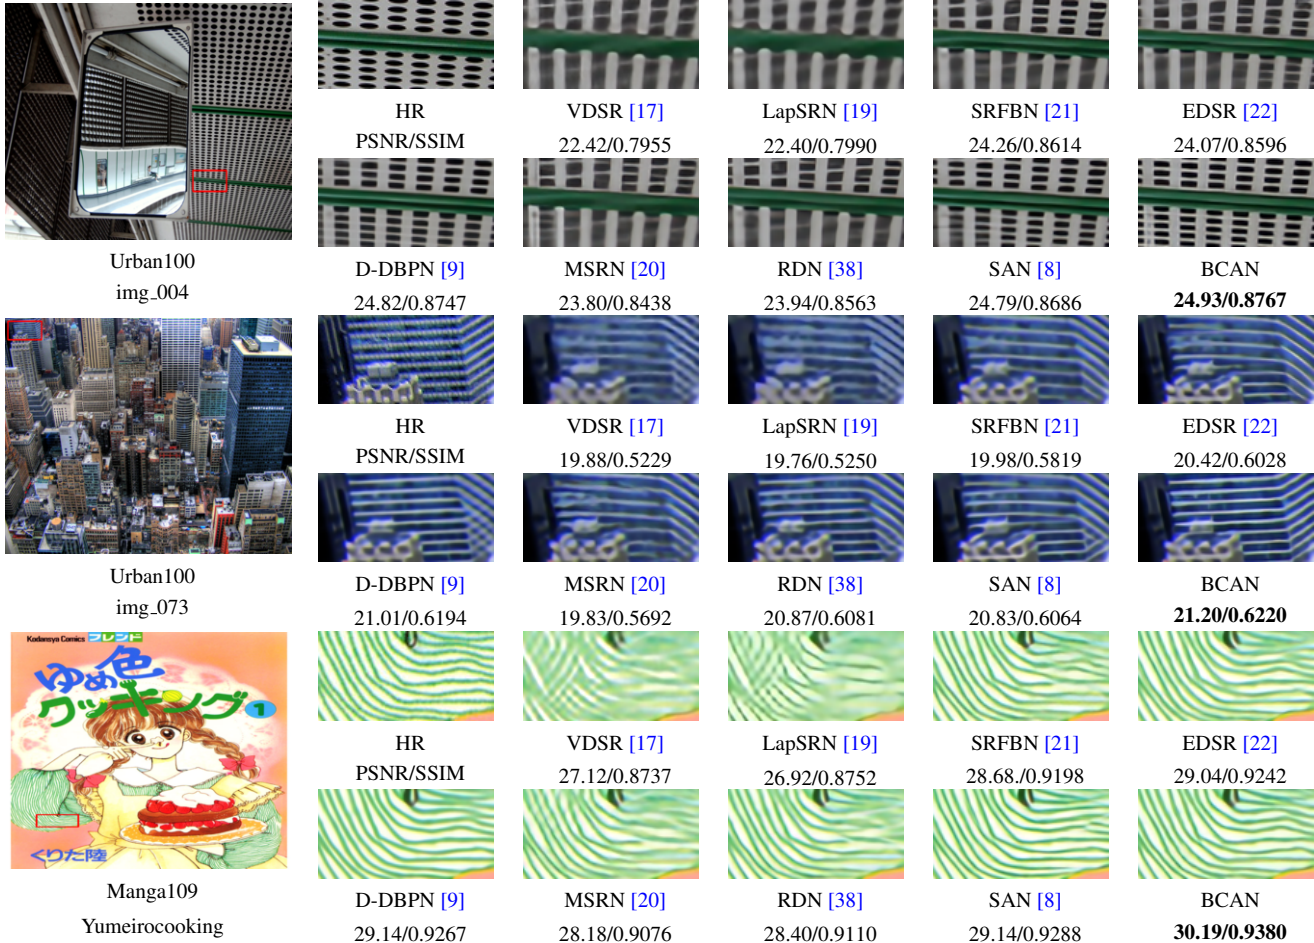 HR VDSR [17] LapSRN [19] SRFBN [21] EDSR [22]
PSNR/SSIM 22.42/0.7955 22.40/0.7990 24.26/0.8614 24.07/0.8596
Urban100 D-DBPN [9] MSRN [20] RDN [38] SAN [8] BCAN
img_004 24.82/0.8747 23.80/0.8438 23.94/0.8563 24.79/0.8686 24.93/0.8767
HR VDSR [17] LapSRN [19] SRFBN [21] EDSR [22]
PSNR/SSIM 19.88/0.5229 19.76/0.5250 19.98/0.5819 20.42/0.6028
Urban100 D-DBPN [9] MSRN [20] RDN [38] SAN [8] BCAN
img_073 21.01/0.6194 19.83/0.5692 20.87/0.6081 20.83/0.6064 21.20/0.6220
Kodansya Comics フレンド
ゆめ色
クッキング 1
くりた陸
HR VDSR [17] LapSRN [19] SRFBN [21] EDSR [22]
PSNR/SSIM 27.12/0.8737 26.92/0.8752 28.68./0.9198 29.04/0.9242
Manga109 D-DBPN [9] MSRN [20] RDN [38] SAN [8] BCAN
Yumeirocooking 29.14/0.9267 28.18/0.9076 28.40/0.9110 29.14/0.9288 30.19/0.9380